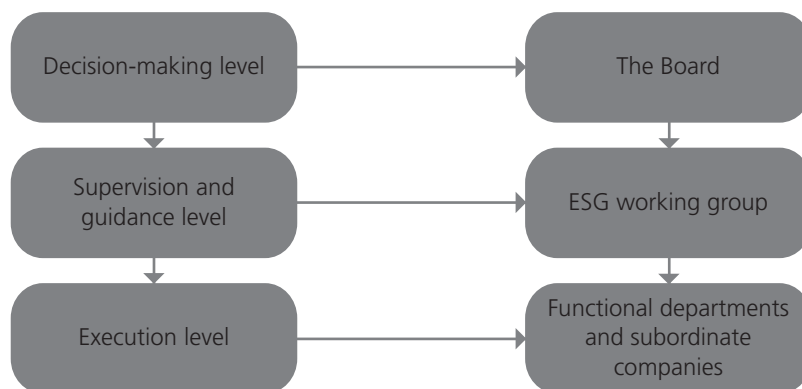 Decision-making level
The Board
Supervision and
guidance level
ESG working group
Execution level
Functional departments
and subordinate
companies